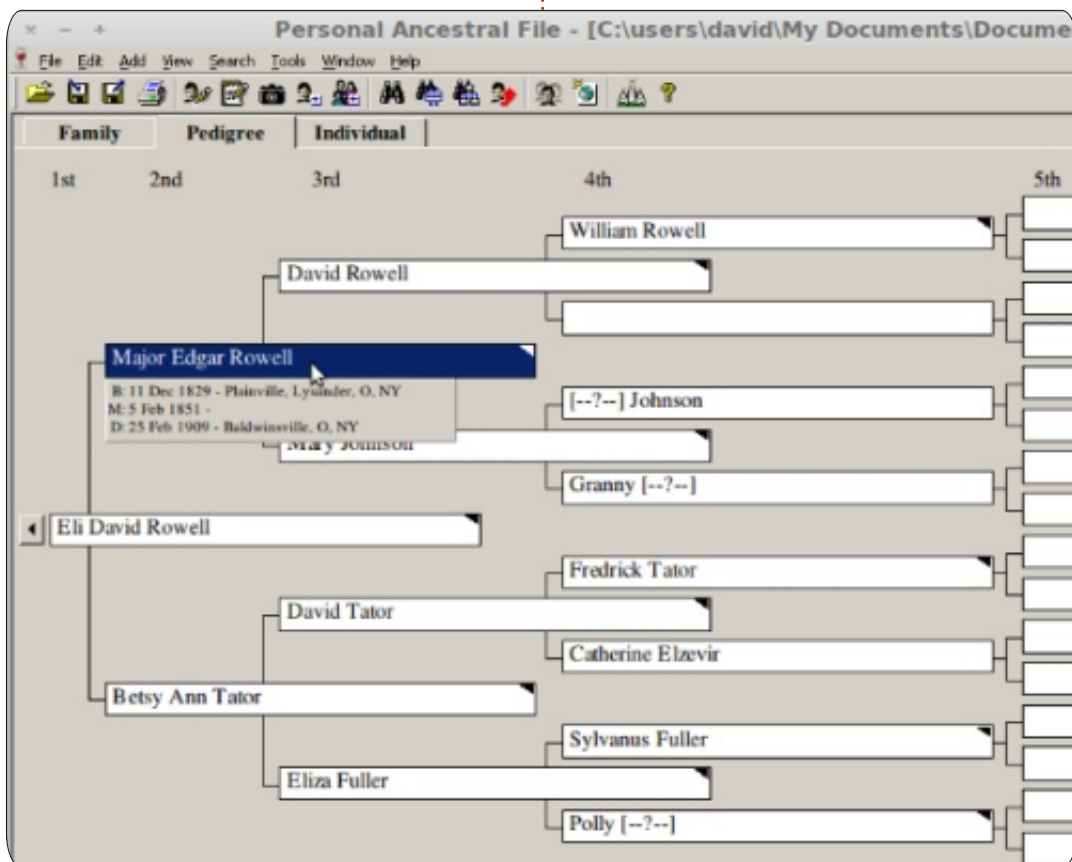 Personal Ancestral File - [C:\users\david\My Documents\Docume
File Edit Add View Search Tools Window Help
Family Pedigree Individual
1st 2nd 3rd 4th 5th
William Rowell
David Rowell
Major Edgar Rowell
B: 11 Dec 1829 - Plainville, Lysander, O, NY
M: 5 Feb 1851 -
D: 25 Feb 1909 - Baldwinsville, O, NY
[--?--] Johnson
Mary Johnson
Granny [--?--]
Eli David Rowell
Fredrick Tator
David Tator
Catherine Elzevir
Betsy Ann Tator
Sylvanus Fuller
Eliza Fuller
Polly [--?--]